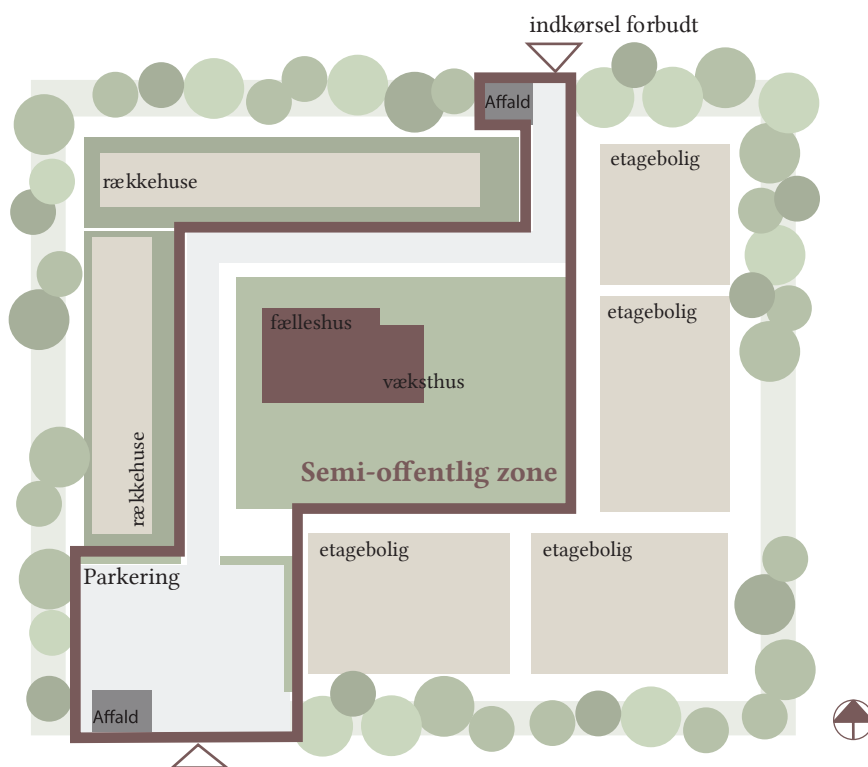 indkørsel forbudt
Affald
rækkehuse
etagebolig
etagebolig
fælleshus
væksthus
rækkehuse
Semi-offentlig zone
etagebolig
etagebolig
Parkering
Affald